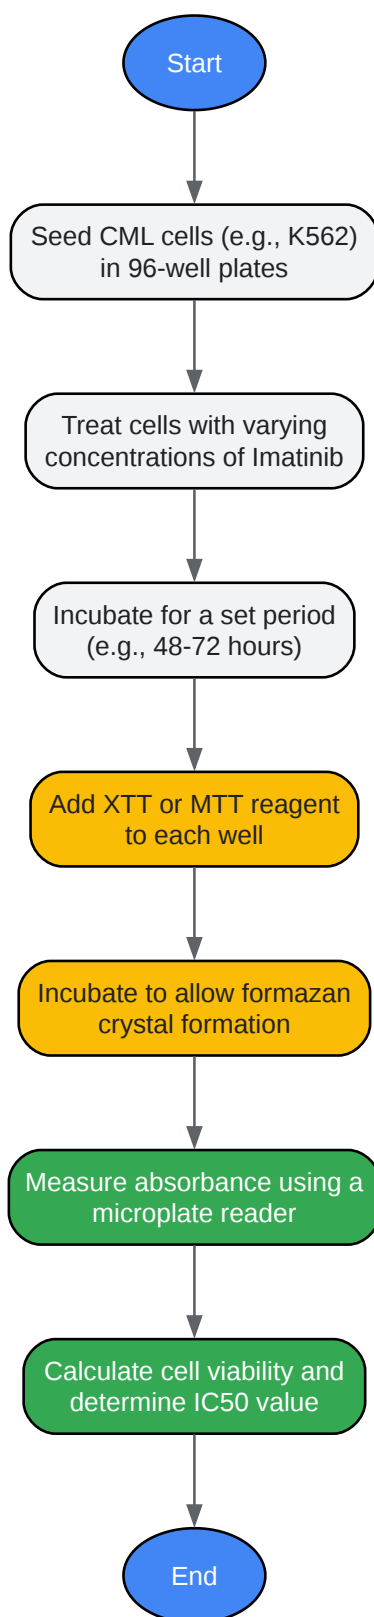 Start
Seed CML cells (e.g., K562)
in 96-well plates
Treat cells with varying
concentrations of Imatinib
Incubate for a set period
(e.g., 48-72 hours)
Add XTT or MTT reagent
to each well
Incubate to allow formazan
crystal formation
Measure absorbance using a
microplate reader
Calculate cell viability and
determine IC50 value
End